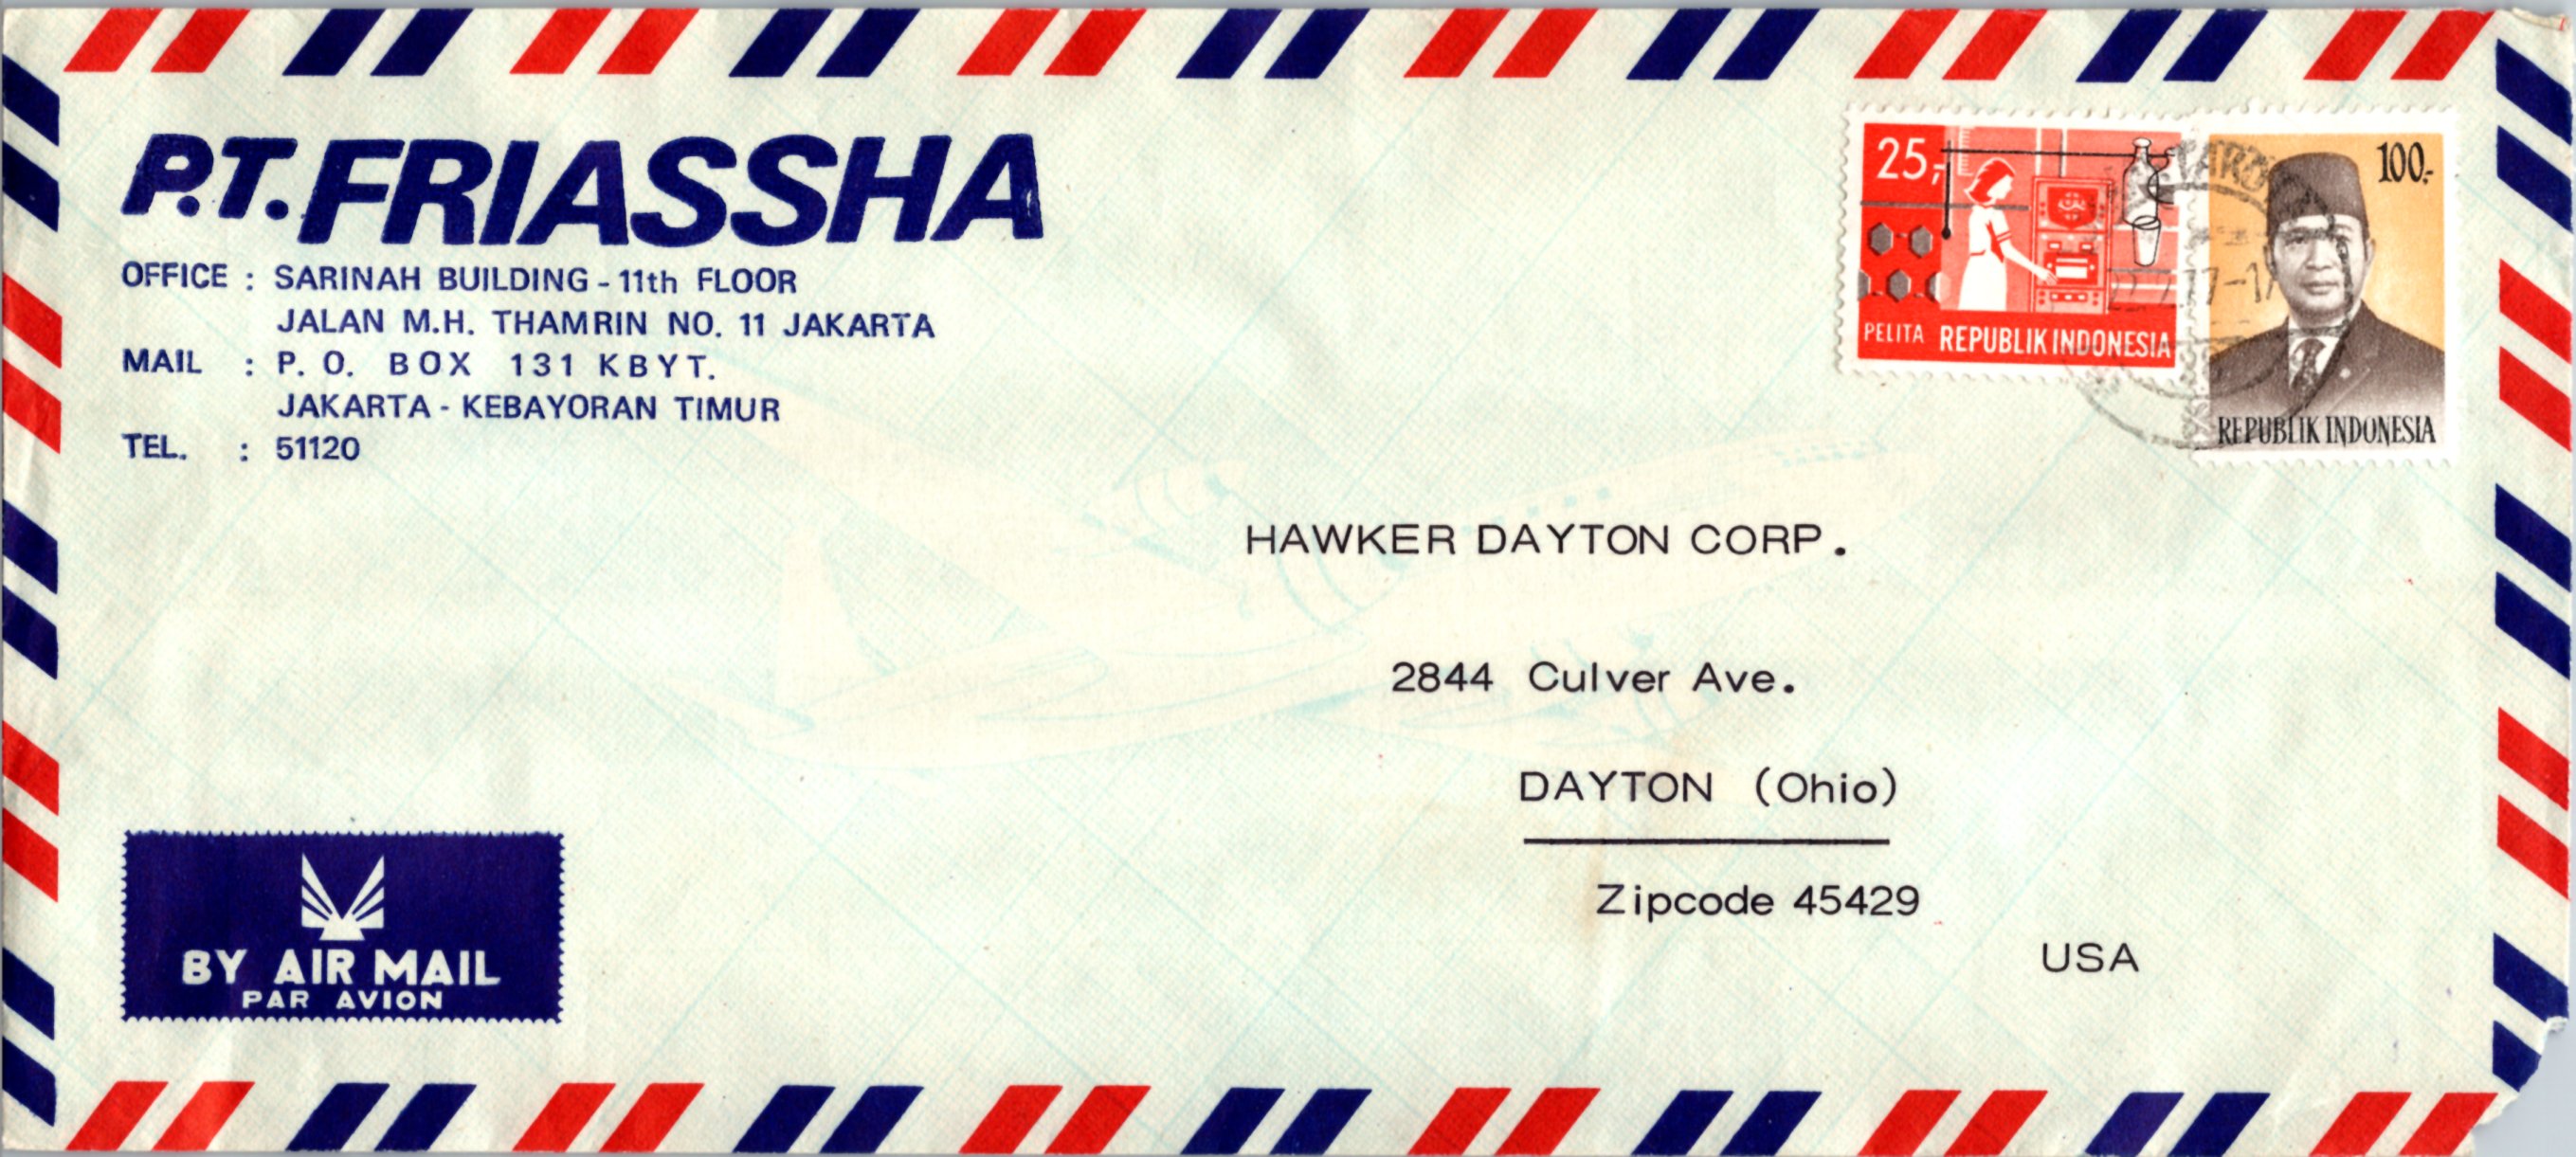 P.T. FRIASSHA
OFFICE : SARINAH BUILDING - 11th FLOOR
JALAN M.H. THAMRIN NO. 11 JAKARTA
MAIL : P. O. BOX 131 KBYT.
JAKARTA - KEBAYORAN TIMUR
TEL. : 51120
25,-
PELITA REPUBLIK INDONESIA
100,-
REPUBLIK INDONESIA
HAWKER DAYTON CORP.
2844 Culver Ave.
DAYTON (Ohio)
Zipcode 45429
USA
BY AIR MAIL
PAR AVION